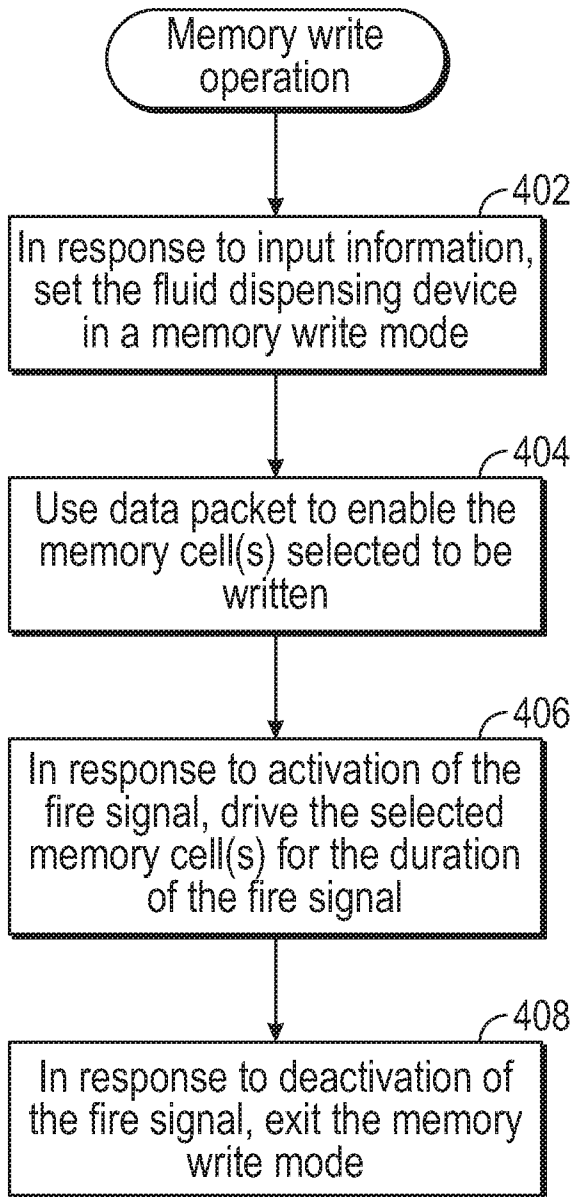 Memory write
operation
402
In response to input information,
set the fluid dispensing device
in a memory write mode
404
Use data packet to enable the
memory cell(s) selected to be
written
406
In response to activation of the
fire signal, drive the selected
memory cell(s) for the duration
of the fire signal
408
In response to deactivation of
the fire signal, exit the memory
write mode